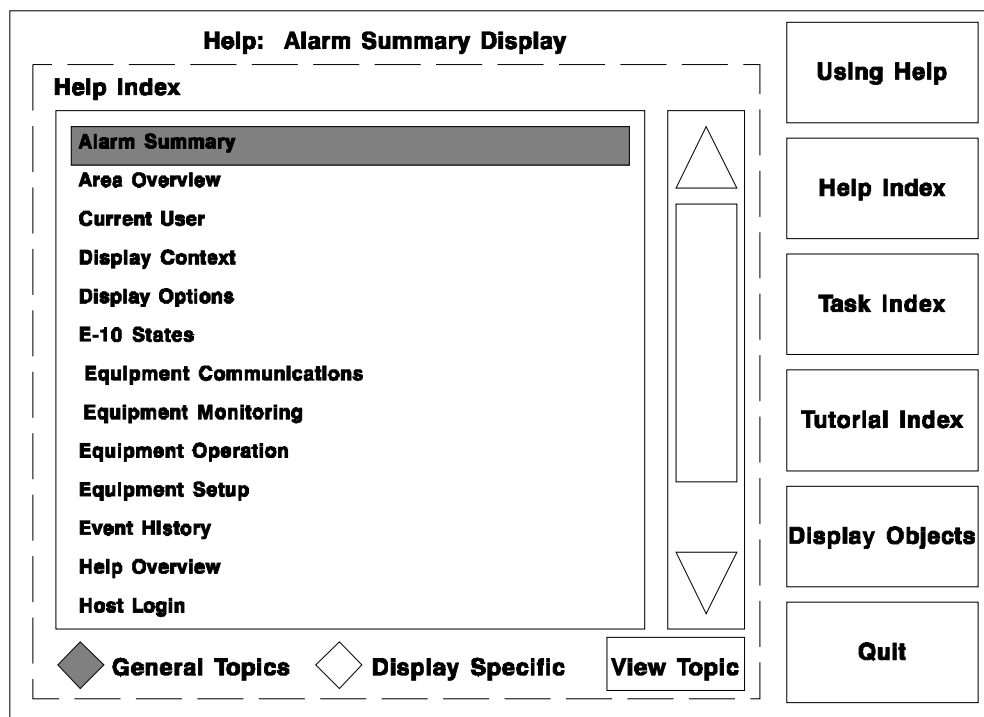 Help: Alarm Summary Display
Help Index
Alarm Summary
Area Overview
Current User
Display Context
Display Options
E-10 States
Equipment Communications
Equipment Monitoring
Equipment Operation
Equipment Setup
Event History
Help Overview
Host Login
General Topics
Display Specific
View Topic
Using Help
Help Index
Task Index
Tutorial Index
Display Objects
Quit